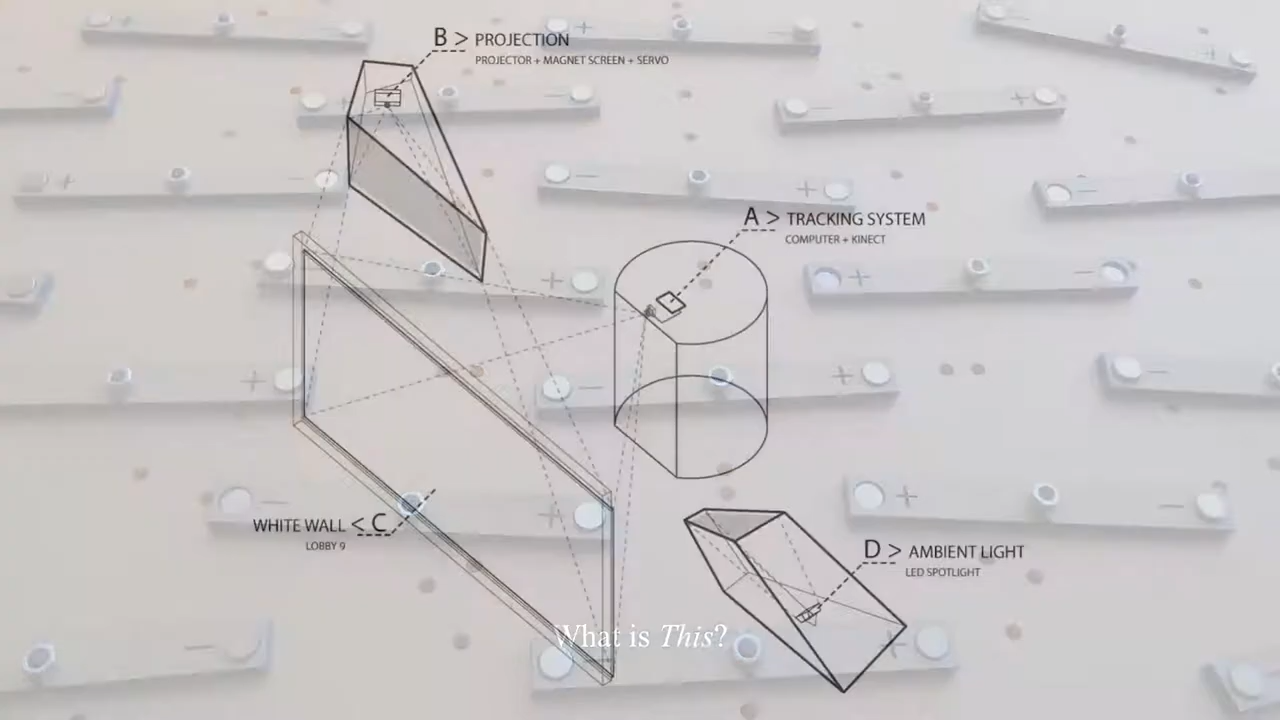 B > PROJECTION
PROJECTOR + MAGNET SCREEN + SERVO
A > TRACKING SYSTEM
COMPUTER + KINECT
WHITE WALL < C
LOBBY 9
D > AMBIENT LIGHT
LED SPOTLIGHT
What is This?